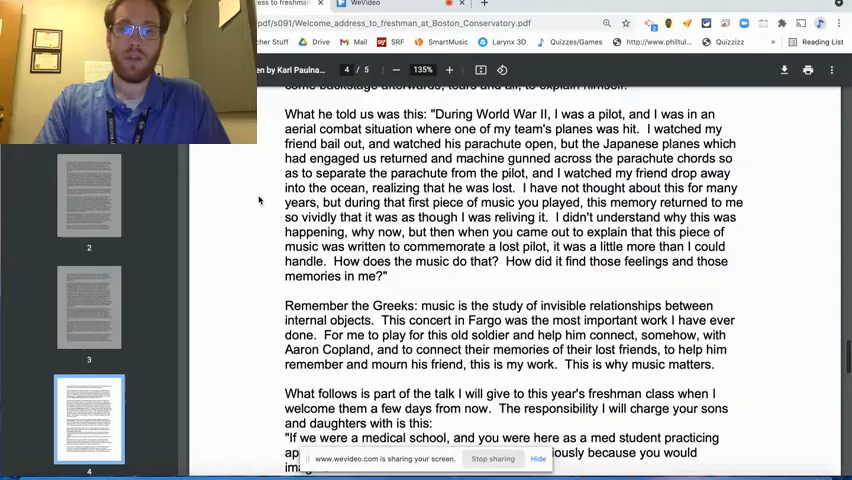 ess to freshman
WeVideo
pdf/s091/Welcome_address_to_freshman_at_Boston_Conservatory.pdf
cher Stuff
Drive
Mail
SRF
SmartMusic
Larynx 3D
Quizzes/Games
http://www.philtul...
Quizzizz
Reading List
en by Karl Paulna...
4 / 5
135%
come backstage afterwards, tears and all, to explain himself.
What he told us was this: "During World War II, I was a pilot, and I was in an
aerial combat situation where one of my team's planes was hit. I watched my
friend bail out, and watched his parachute open, but the Japanese planes which
had engaged us returned and machine gunned across the parachute chords so
as to separate the parachute from the pilot, and I watched my friend drop away
into the ocean, realizing that he was lost. I have not thought about this for many
years, but during that first piece of music you played, this memory returned to me
so vividly that it was as though I was reliving it. I didn't understand why this was
happening, why now, but then when you came out to explain that this piece of
music was written to commemorate a lost pilot, it was a little more than I could
handle. How does the music do that? How did it find those feelings and those
memories in me?"
Remember the Greeks: music is the study of invisible relationships between
internal objects. This concert in Fargo was the most important work I have ever
done. For me to play for this old soldier and help him connect, somehow, with
Aaron Copland, and to connect their memories of their lost friends, to help him
remember and mourn his friend, this is my work. This is why music matters.
What follows is part of the talk I will give to this year's freshman class when I
welcome them a few days from now. The responsibility I will charge your sons
and daughters with is this:
"If we were a medical school, and you were here as a med student practicing
ap
iously because you would
imag
www.wevideo.com is sharing your screen.
Stop sharing
Hide
2
3
4